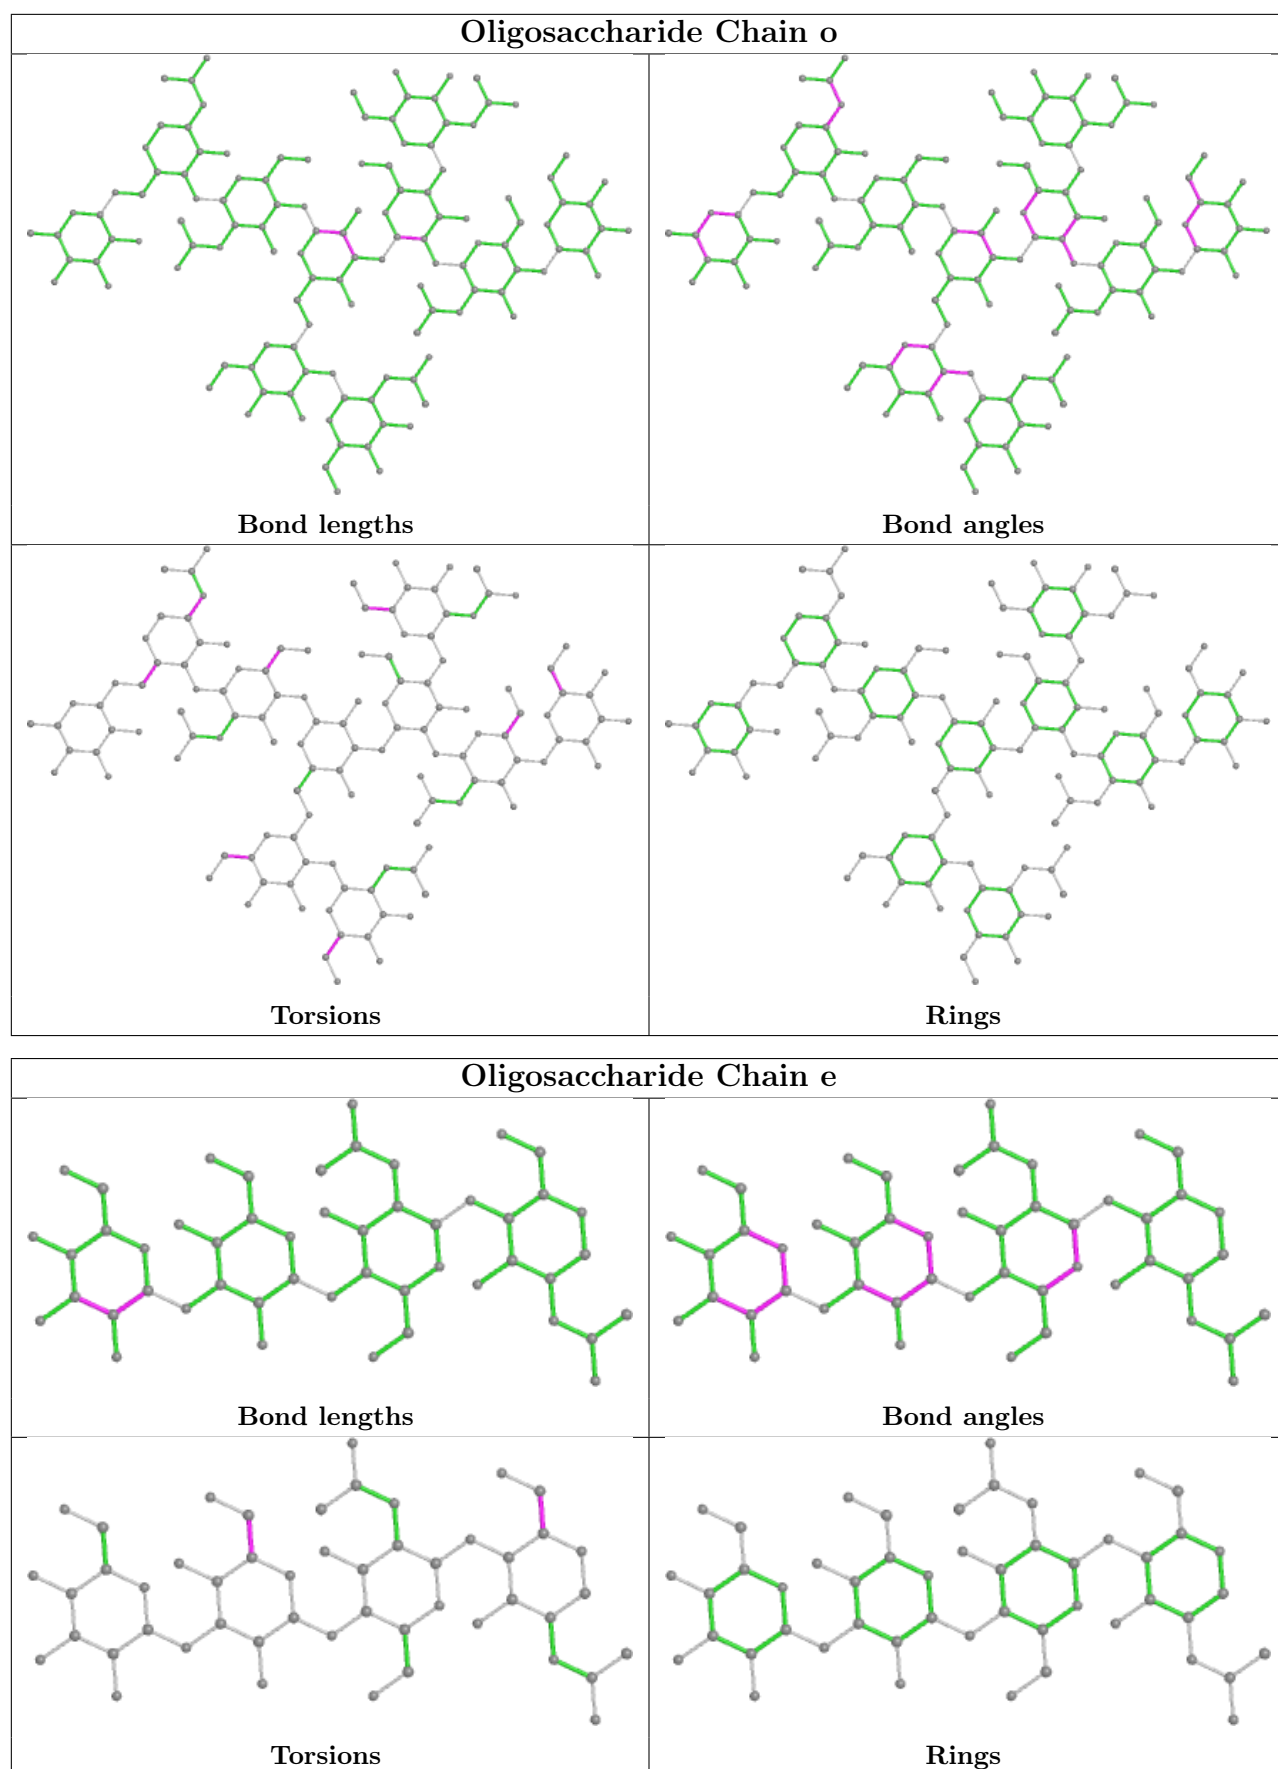 Oligosaccharide Chain o
Bond lengths
Bond angles
Torsions
Rings
Oligosaccharide Chain e
Bond lengths
Bond angles
Torsions
Rings